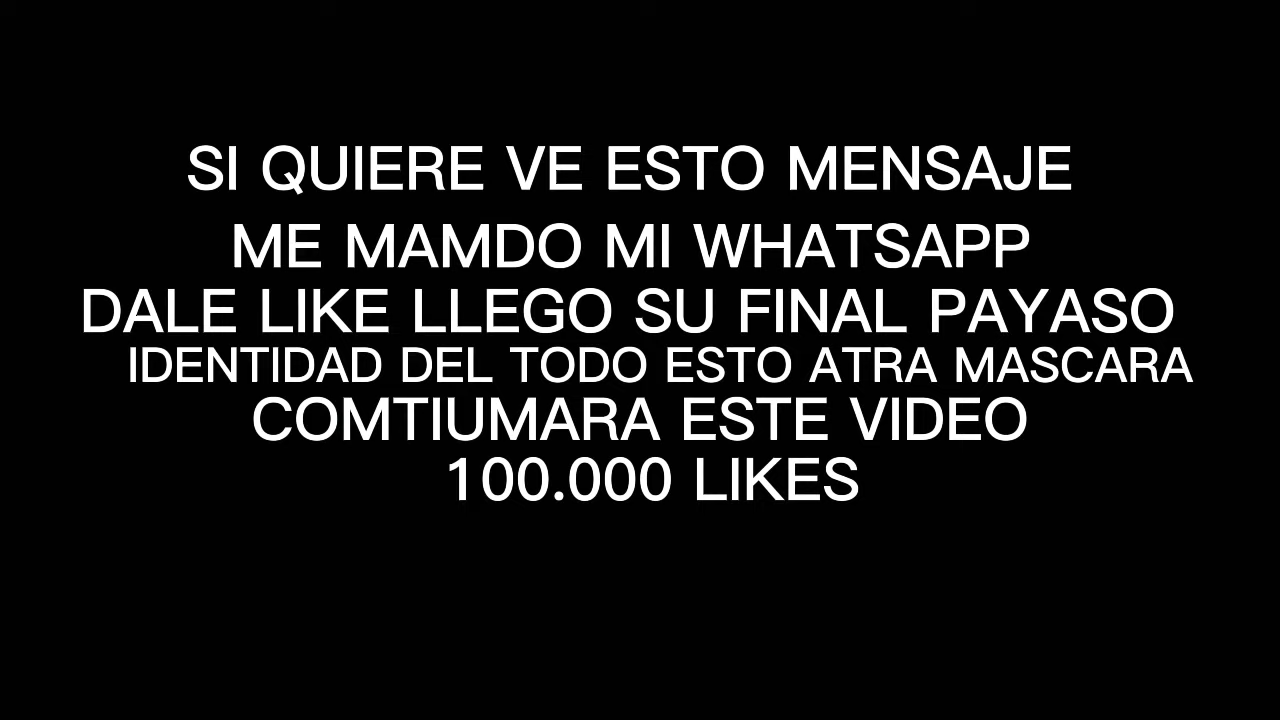 SI QUIERE VE ESTO MENSAJE
ME MAMDO MI WHATSAPP
DALE LIKE LLEGO SU FINAL PAYASO
IDENTIDAD DEL TODO ESTO ATRA MASCARA
COMTIUMARA ESTE VIDEO
100.000 LIKES